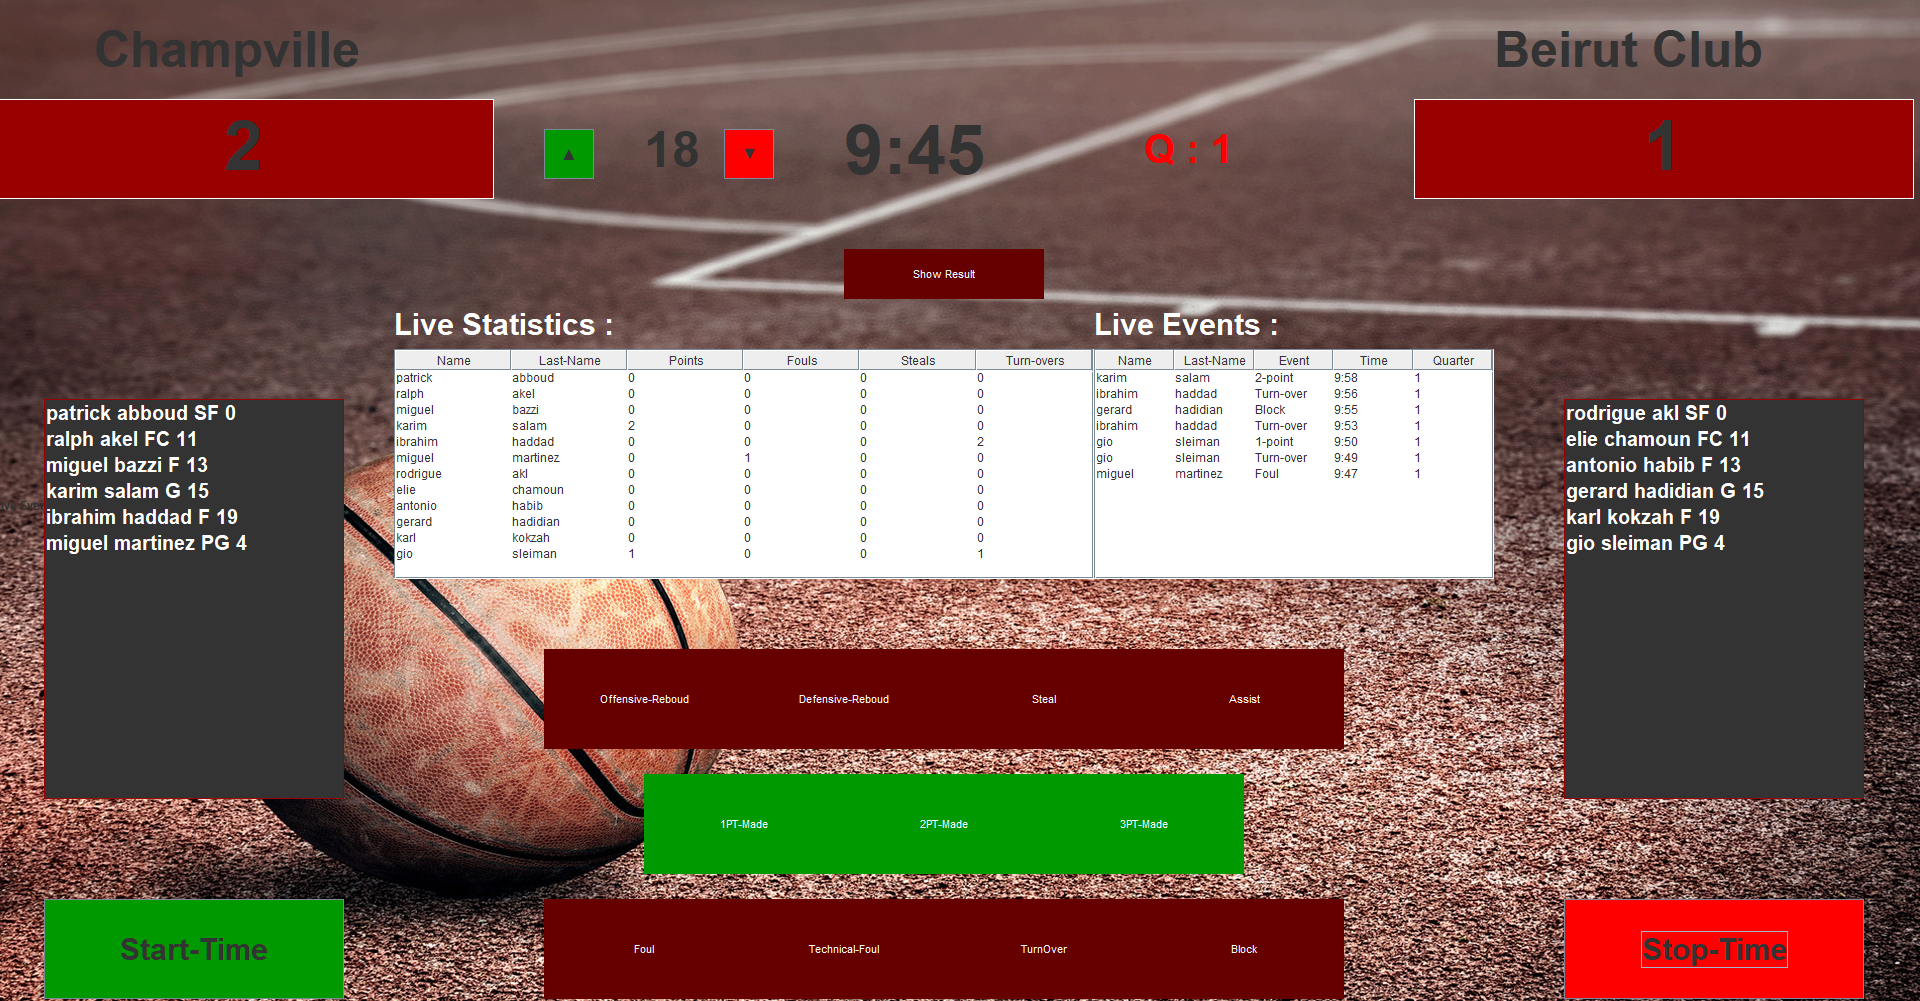 Champville
Beirut Club
2
▲ 18 ▼ 9:45 Q : 1
1
Show Result
Live Statistics :
Name Last-Name Points Fouls Steals Turn-overs
patrick abboud 0 0 0 0
ralph akel 0 0 0 0
miguel bazzi 0 0 0 0
karim salam 2 0 0 0
ibrahim haddad 0 0 0 2
miguel martinez 0 1 0 0
rodrigue akl 0 0 0 0
elie chamoun 0 0 0 0
antonio habib 0 0 0 0
gerard hadidian 0 0 0 0
karl kokzah 0 0 0 0
gio sleiman 1 0 0 1
Live Events :
Name Last-Name Event Time Quarter
karim salam 2-point 9:58 1
ibrahim haddad Turn-over 9:56 1
gerard hadidian Block 9:55 1
ibrahim haddad Turn-over 9:53 1
gio sleiman 1-point 9:50 1
gio sleiman Turn-over 9:49 1
miguel martinez Foul 9:47 1
patrick abboud SF 0
ralph akel FC 11
miguel bazzi F 13
karim salam G 15
ibrahim haddad F 19
miguel martinez PG 4
rodrigue akl SF 0
elie chamoun FC 11
antonio habib F 13
gerard hadidian G 15
karl kokzah F 19
gio sleiman PG 4
Offensive-Reboud Defensive-Reboud Steal Assist
1PT-Made 2PT-Made 3PT-Made
Foul Technical-Foul TurnOver Block
Start-Time
Stop-Time